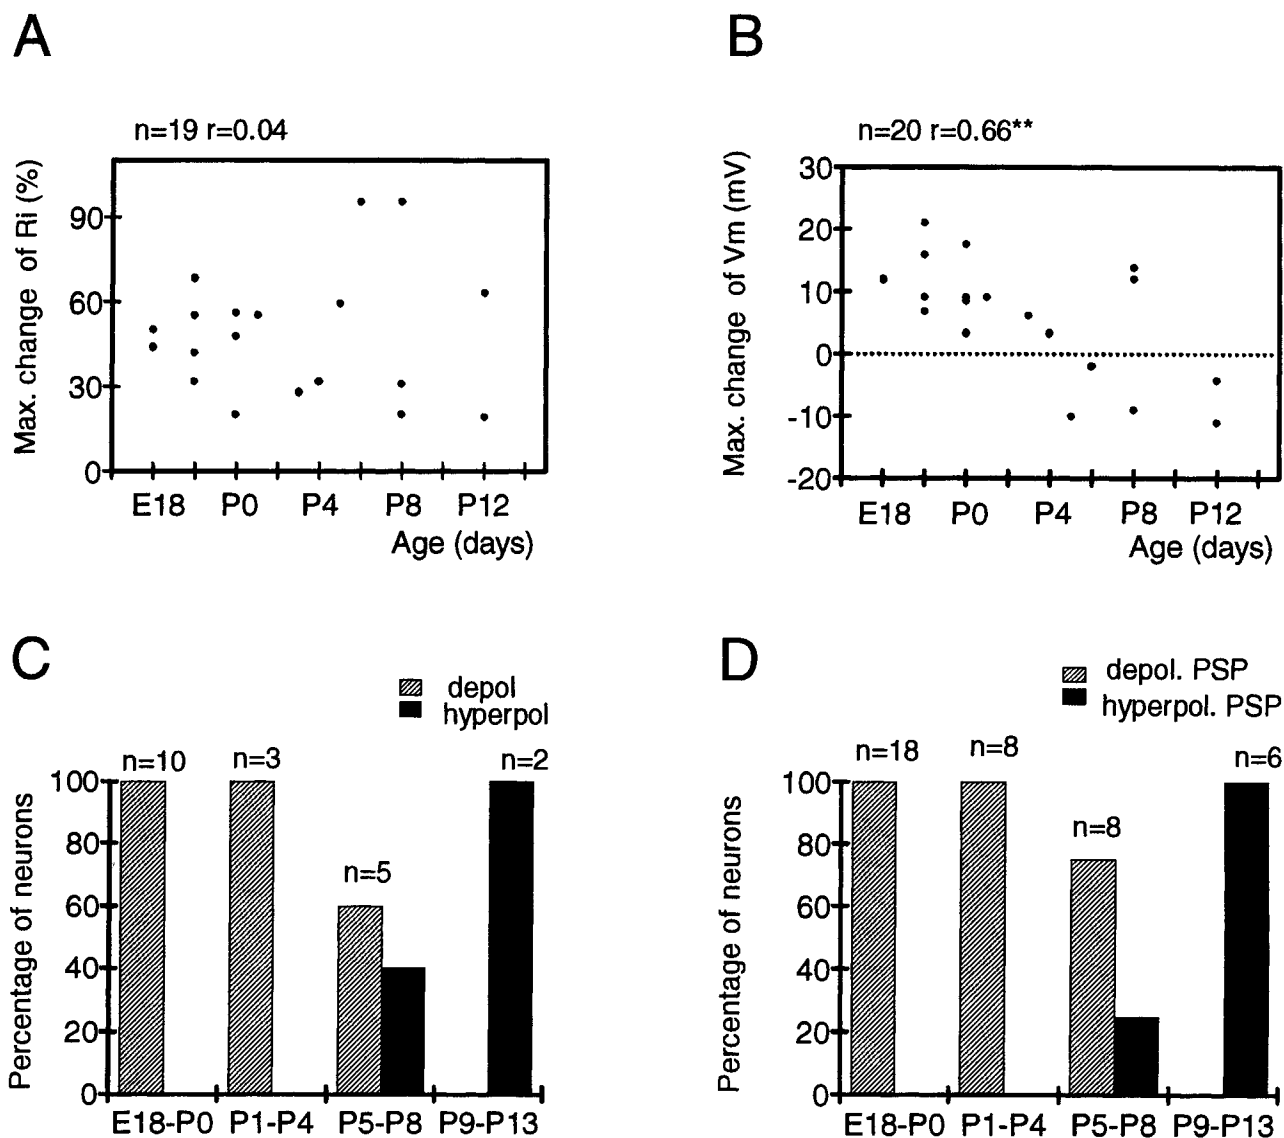 A
n=19 r=0.04
Max. change of Ri (%)
90
60
30
0
E18 P0 P4 P8 P12
Age (days)
B
n=20 r=0.66**
Max. change of Vm (mV)
30
20
10
0
-10
-20
E18 P0 P4 P8 P12
Age (days)
C
depol
hyperpol
n=10 n=3 n=5 n=2
Percentage of neurons
100
80
60
40
20
0
E18-P0 P1-P4 P5-P8 P9-P13
D
depol. PSP
hyperpol. PSP
n=18 n=8 n=8 n=6
Percentage of neurons
100
80
60
40
20
0
E18-P0 P1-P4 P5-P8 P9-P13